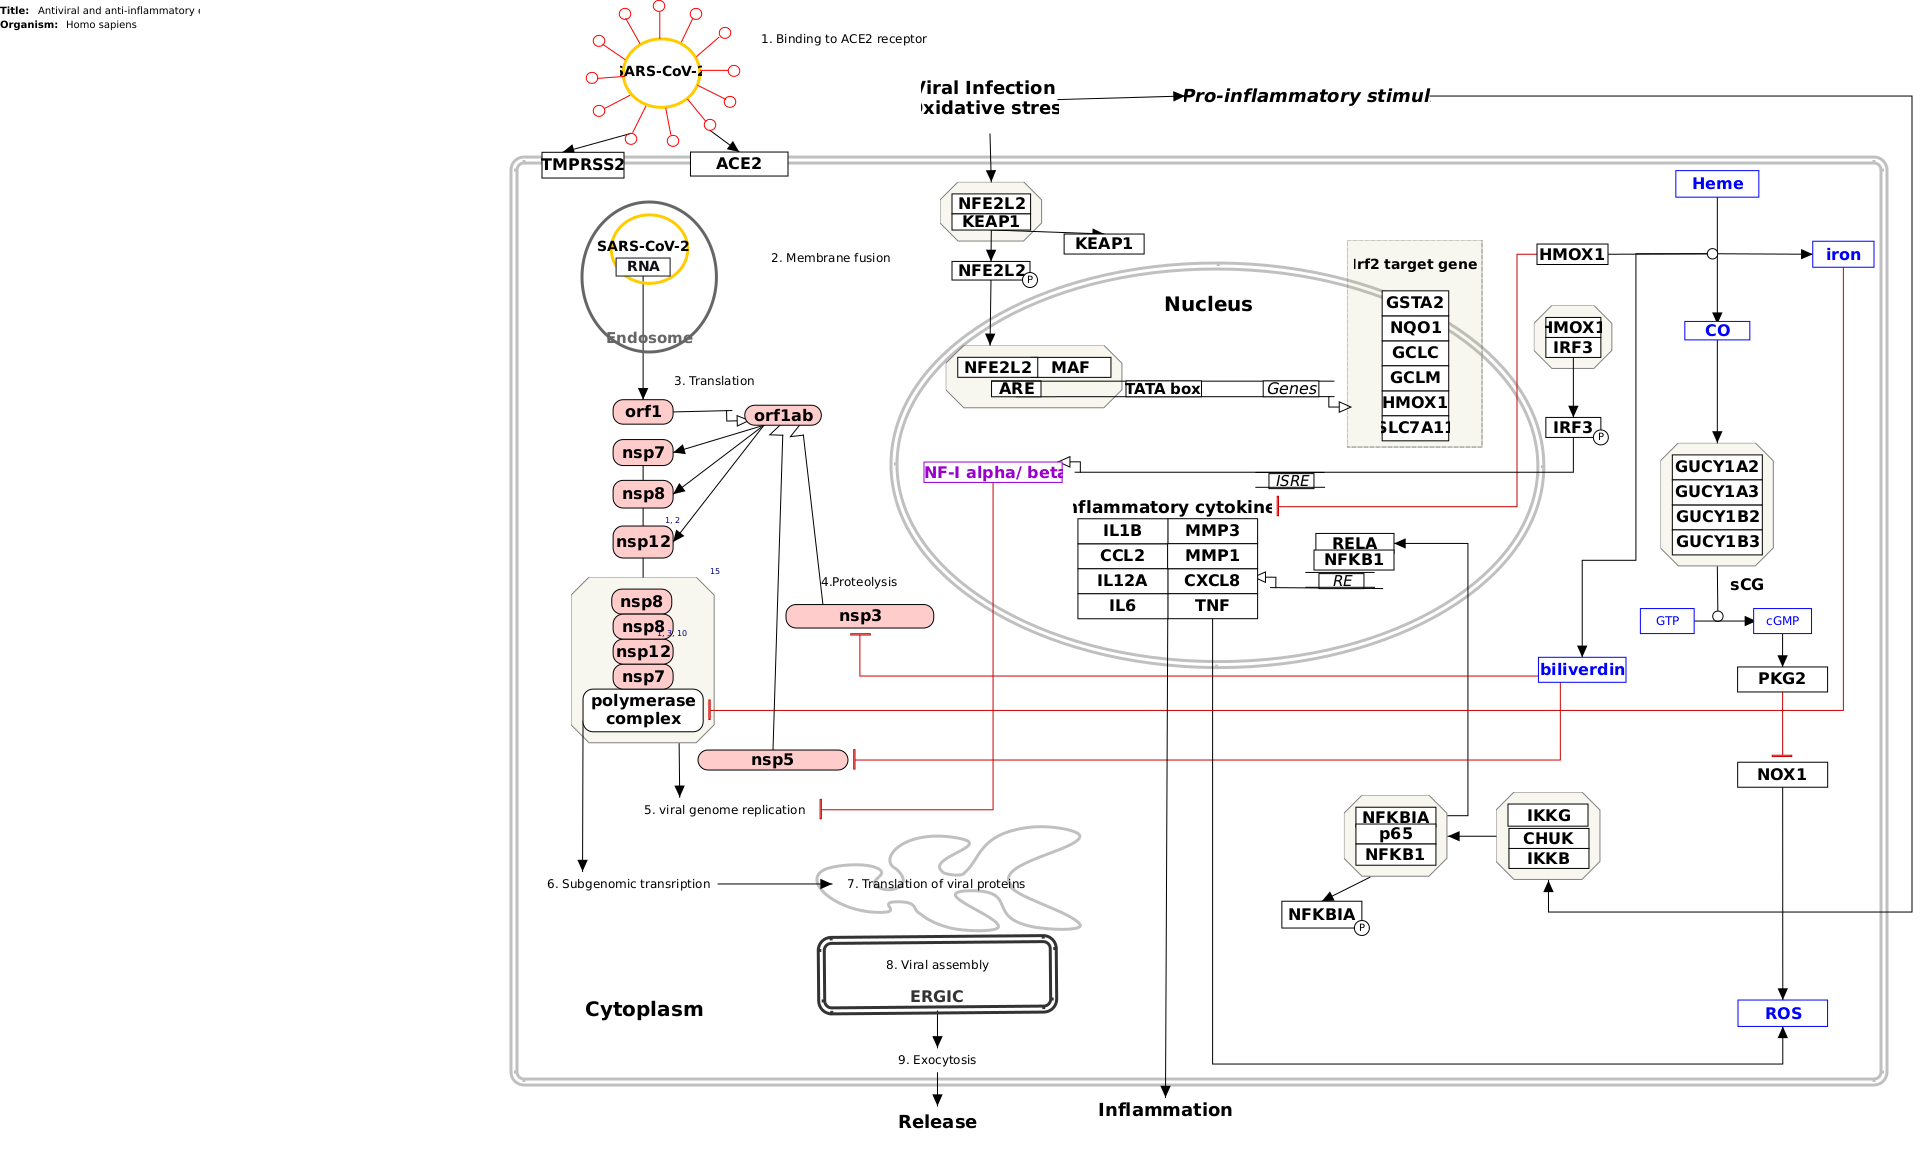 Title: Antiviral and anti-inflammatory
Organism: Homo sapiens
1. Binding to ACE2 receptor
SARS-CoV-2
Viral Infection
Oxidative stres
Pro-inflammatory stimul
TMPRSS2
ACE2
Heme
NFE2L2
KEAP1
KEAP1
NFE2L2
P
SARS-CoV-2
RNA
Endosome
2. Membrane fusion
Nucleus
Irf2 target gene
GSTA2
NQO1
GCLC
GCLM
HMOX1
SLC7A11
HMOX1
iron
HMOX1
IRF3
CO
IRF3
P
NFE2L2
MAF
ARE
TATA box
Genes
3. Translation
orf1
orf1ab
nsp7
nsp8
1, 2
nsp12
15
nsp8
nsp8
1, 3, 10
nsp12
nsp7
polymerase
complex
4.Proteolysis
nsp3
nsp5
NF-I alpha/ beta
ISRE
nflammatory cytokine
IL1B
MMP3
CCL2
MMP1
IL12A
CXCL8
IL6
TNF
RELA
NFKB1
RE
GUCY1A2
GUCY1A3
GUCY1B2
GUCY1B3
sCG
GTP
cGMP
biliverdin
PKG2
NOX1
5. viral genome replication
6. Subgenomic transription
7. Translation of viral proteins
NFKBIA
p65
NFKB1
IKKG
CHUK
IKKB
NFKBIA
P
8. Viral assembly
ERGIC
Cytoplasm
ROS
9. Exocytosis
Release
Inflammation